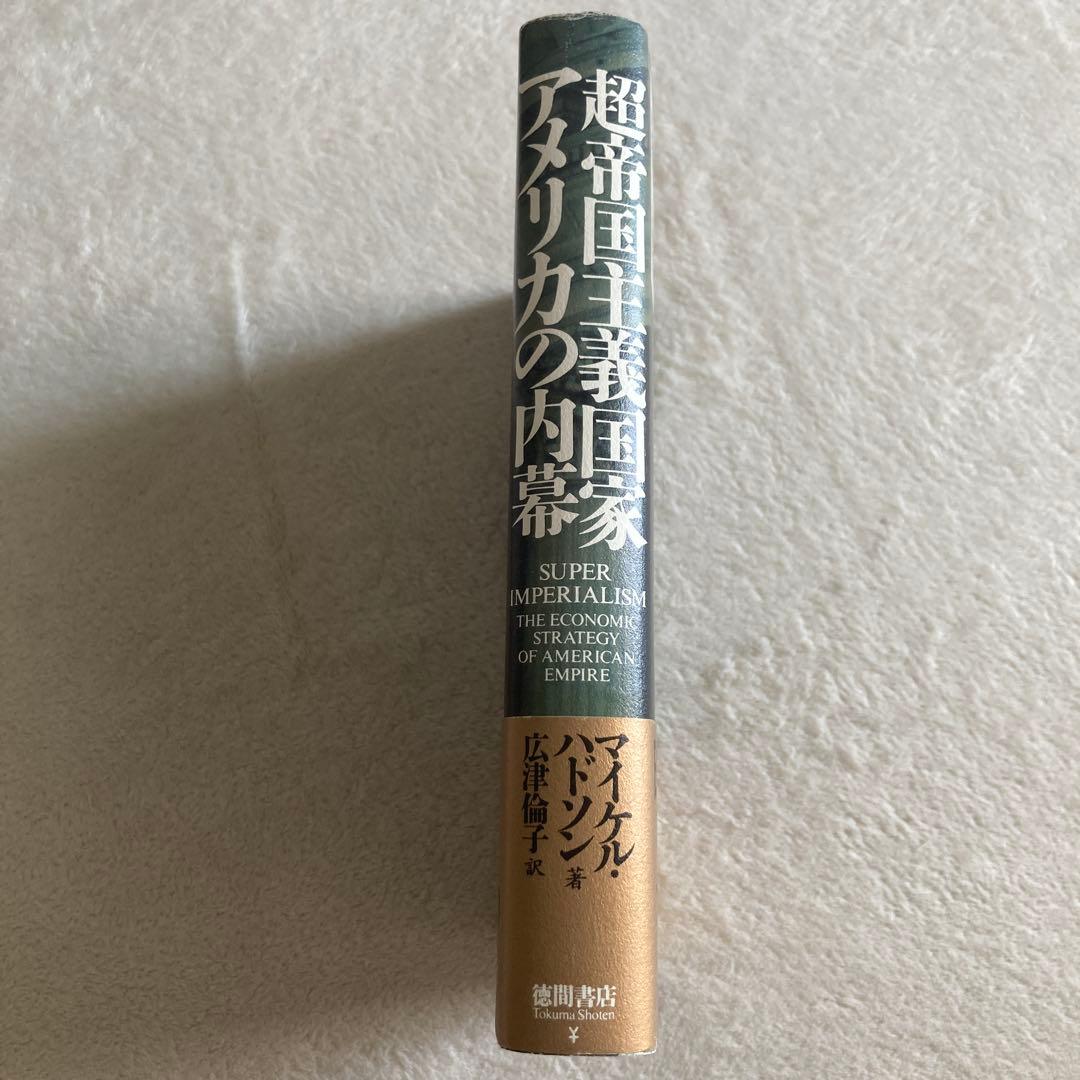 超帝国主義国家
アメリカの内幕
SUPER
IMPERIALISM
THE ECONOMIC
STRATEGY
OF AMERICAN
EMPIRE
マイケル・
ハドソン 著
広津倫子 訳
徳間書店
Tokuma Shoten